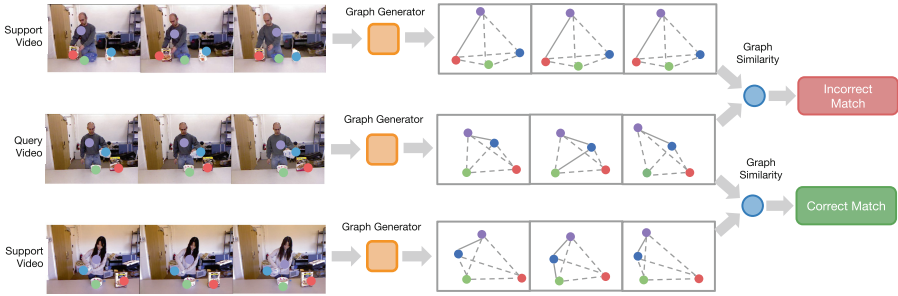 Support
Video
Graph Generator
Graph
Similarity
Incorrect
Match
Query
Video
Graph Generator
Graph
Similarity
Correct Match
Support
Video
Graph Generator